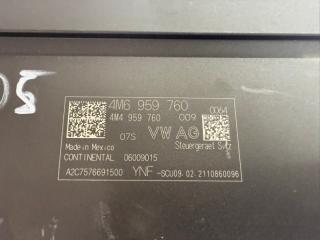 05
4M6 959 760
0064
4M4 959 760 009
07S VW AG
Made in Mexico Steuergeraet Sitz
CONTINENTAL 06009015
A2C7576691500 YNF -SCU09-02 2110860096